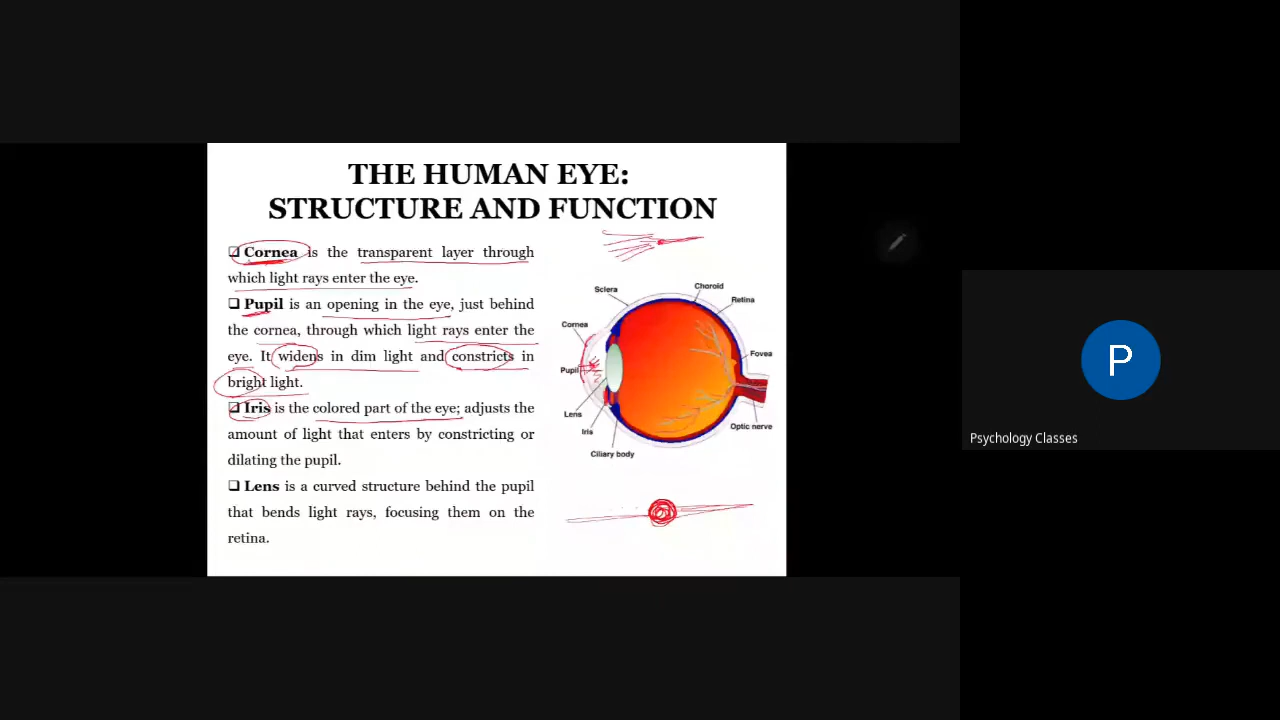 THE HUMAN EYE:
STRUCTURE AND FUNCTION
❑ Cornea is the transparent layer through
which light rays enter the eye.
❑ Pupil is an opening in the eye, just behind
the cornea, through which light rays enter the
eye. It widens in dim light and constricts in
bright light.
❑ Iris is the colored part of the eye; adjusts the
amount of light that enters by constricting or
dilating the pupil.
❑ Lens is a curved structure behind the pupil
that bends light rays, focusing them on the
retina.
Sclera
Choroid
Retina
Cornea
Fovea
Pupil
Lens
Iris
Optic nerve
Ciliary body
P
Psychology Classes